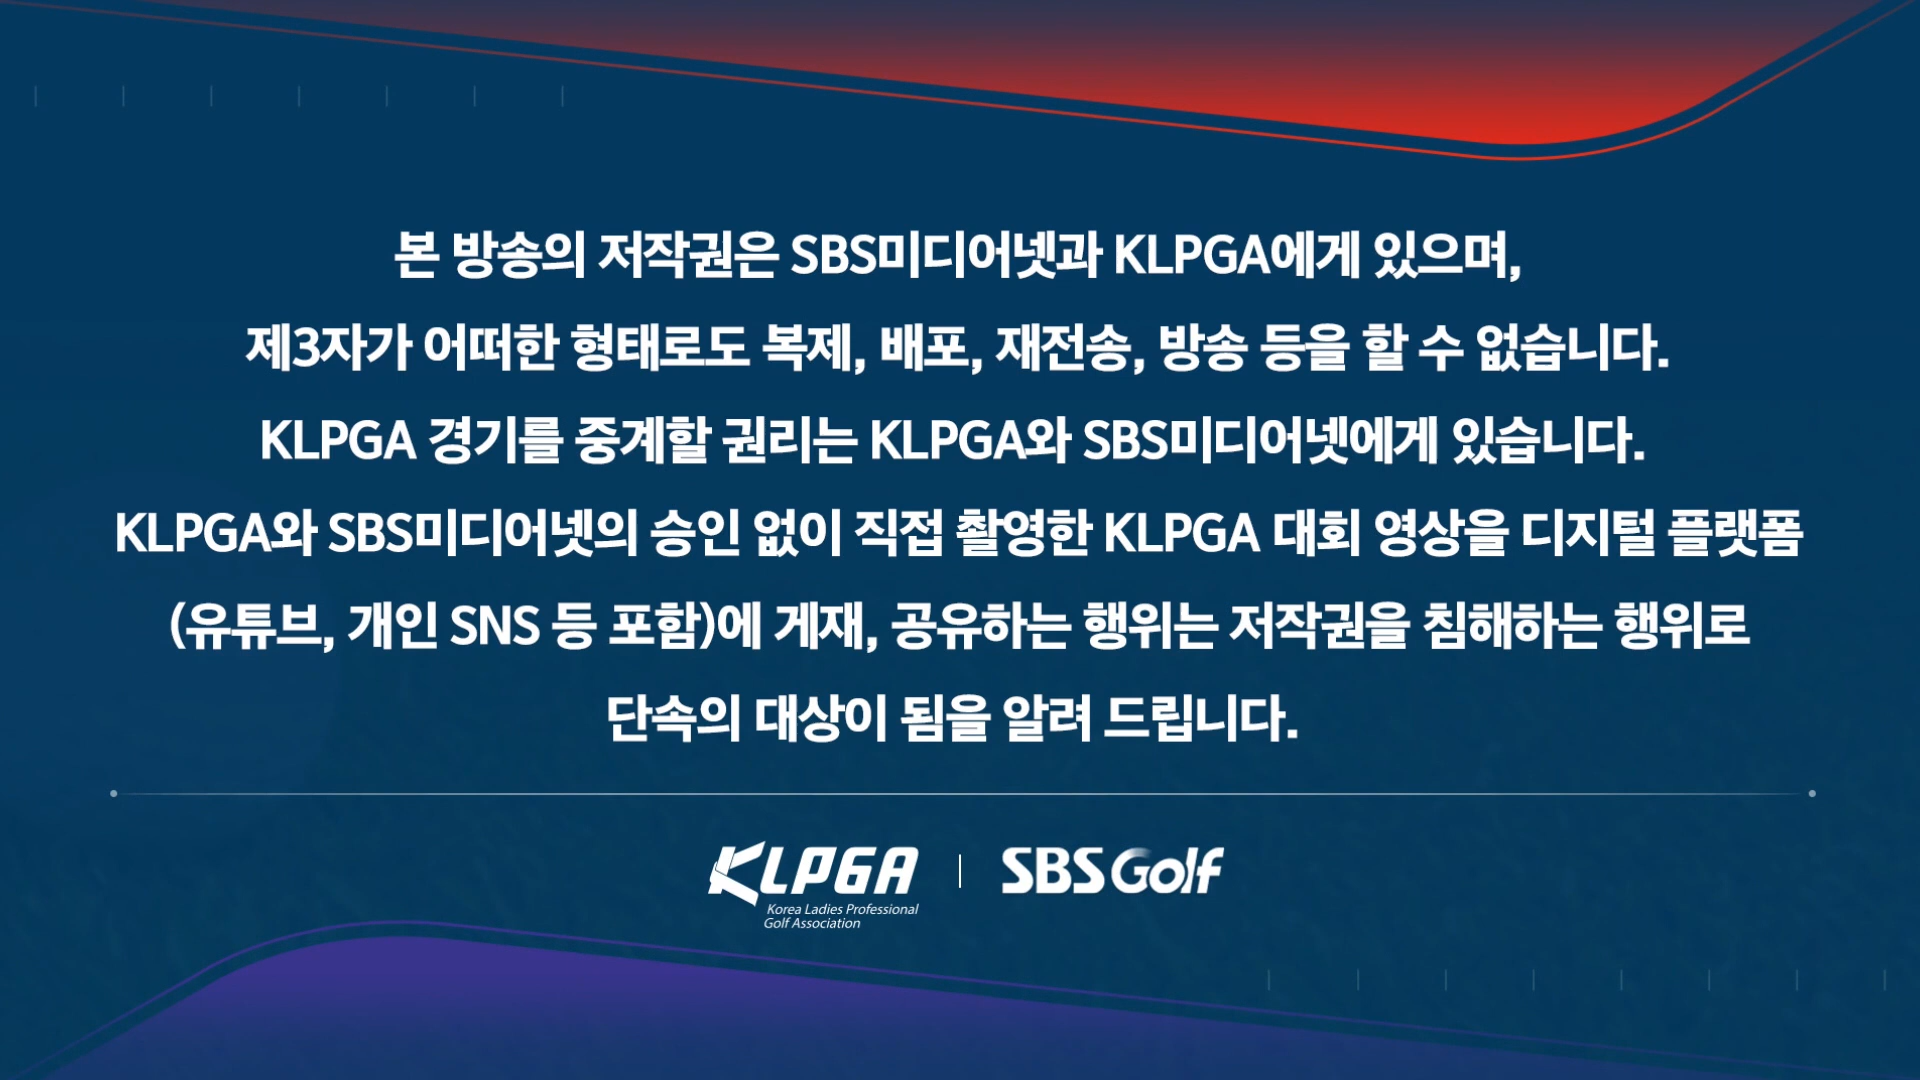 본 방송의 저작권은 SBS미디어넷과 KLPGA에게 있으며,
제3자가 어떠한 형태로도 복제, 배포, 재전송, 방송 등을 할 수 없습니다.
KLPGA 경기를 중계할 권리는 KLPGA와 SBS미디어넷에게 있습니다.
KLPGA와 SBS미디어넷의 승인 없이 직접 촬영한 KLPGA 대회 영상을 디지털 플랫폼
(유튜브, 개인 SNS 등 포함)에 게재, 공유하는 행위는 저작권을 침해하는 행위로
단속의 대상이 됨을 알려 드립니다.
KLPGA
Korea Ladies Professional
Golf Association
SBS Golf